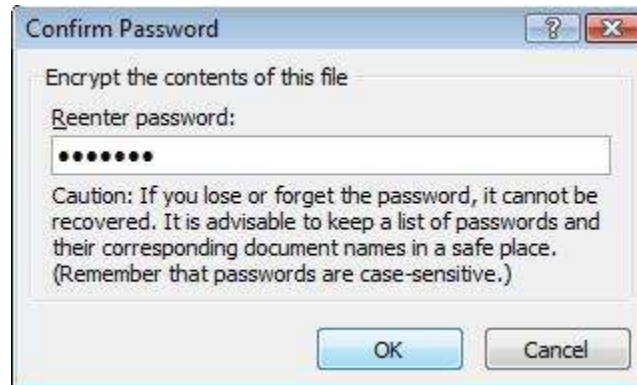 Confirm Password
Encrypt the contents of this file
Reenter password:
•••••••
Caution: If you lose or forget the password, it cannot be
recovered. It is advisable to keep a list of passwords and
their corresponding document names in a safe place.
(Remember that passwords are case-sensitive.)
OK Cancel